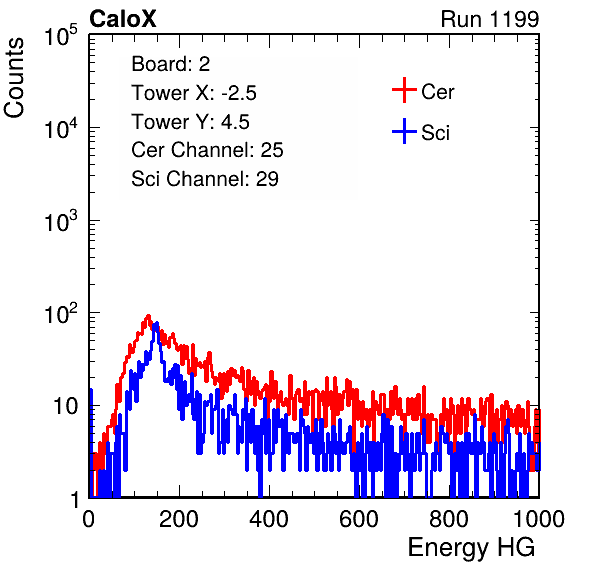 CaloX Run 1199
Counts
10^5
10^4
10^3
10^2
10
1
Board: 2
Tower X: -2.5
Tower Y: 4.5
Cer Channel: 25
Sci Channel: 29
Cer
Sci
0 200 400 600 800 1000
Energy HG